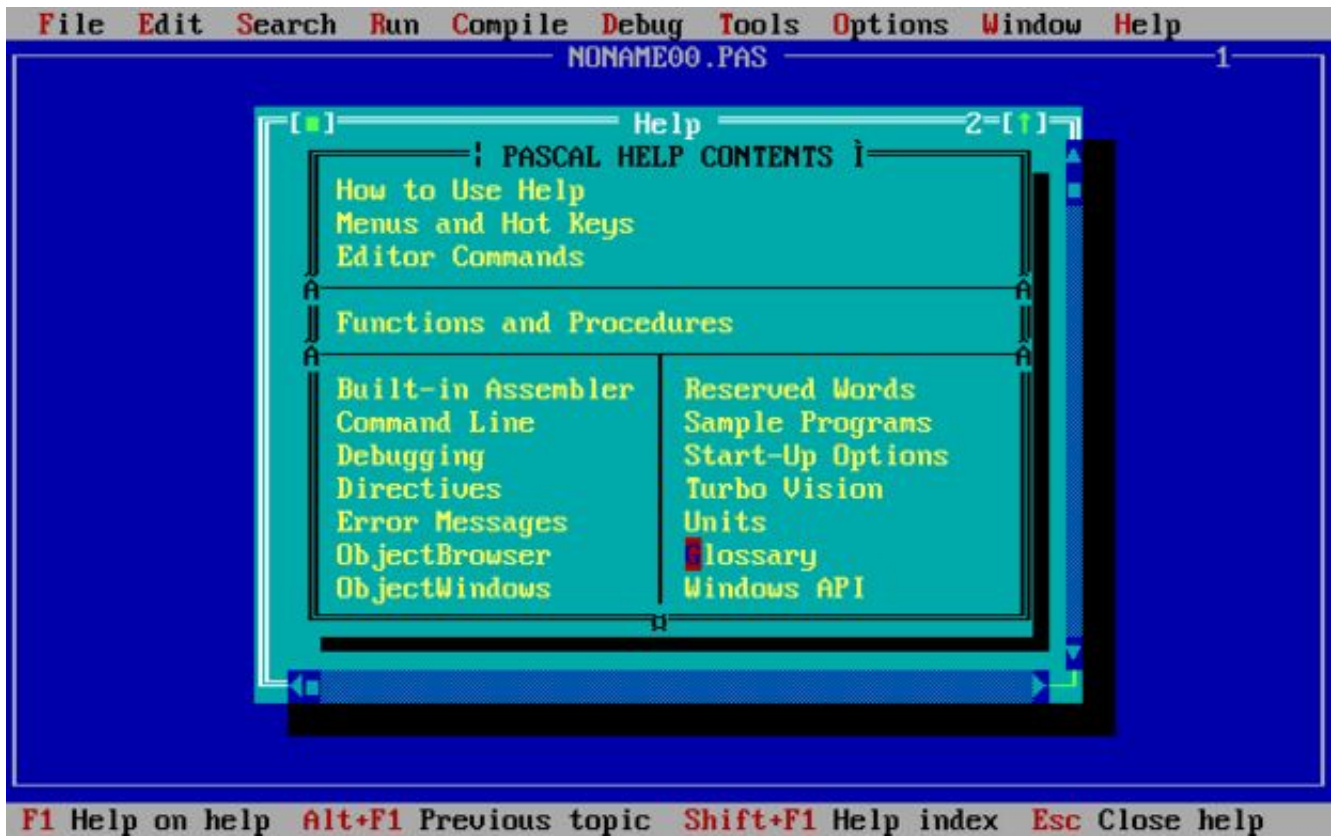 File Edit Search Run Compile Debug Tools Options Window Help
NONAME00.PAS 1
[■] Help 2=[↑]
¦ PASCAL HELP CONTENTS Ì
How to Use Help
Menus and Hot Keys
Editor Commands
Functions and Procedures
Built-in Assembler
Command Line
Debugging
Directives
Error Messages
ObjectBrowser
ObjectWindows
Reserved Words
Sample Programs
Start-Up Options
Turbo Vision
Units
Glossary
Windows API
F1 Help on help Alt+F1 Previous topic Shift+F1 Help index Esc Close help